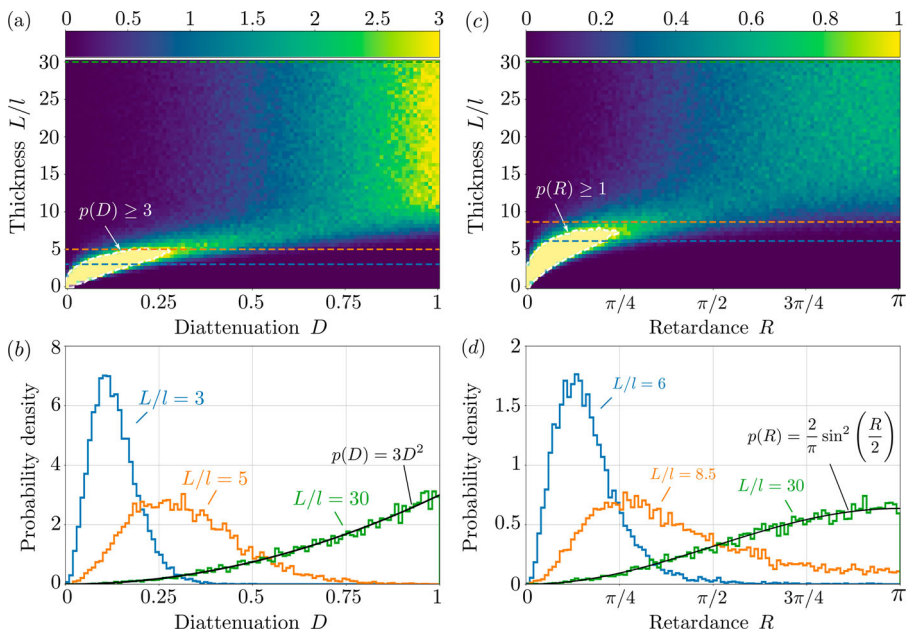 (a)
0 0.5 1 1.5 2 2.5 3
Thickness L/l
30
25
20
15
10
5
0
p(D) ≥ 3
0 0.25 0.5 0.75 1
Diattenuation D
(c)
0 0.2 0.4 0.6 0.8 1
Thickness L/l
30
25
20
15
10
5
0
p(R) ≥ 1
0 π/4 π/2 3π/4 π
Retardance R
(b)
Probability density
8
6
4
2
0
L/l = 3
L/l = 5
L/l = 30
p(D) = 3D²
0 0.25 0.5 0.75 1
Diattenuation D
(d)
Probability density
2
1.5
1
0.5
0
L/l = 6
L/l = 8.5
L/l = 30
p(R) = 2/π sin² (R/2)
0 π/4 π/2 3π/4 π
Retardance R